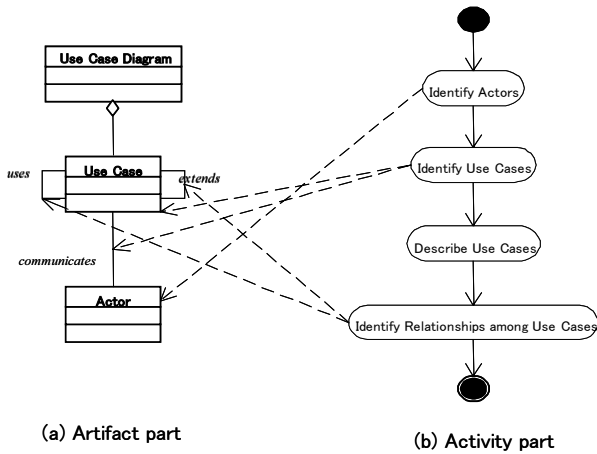 Use Case Diagram
Use Case
uses
extends
communicates
Actor
(a) Artifact part
Identify Actors
Identify Use Cases
Describe Use Cases
Identify Relationships among Use Cases
(b) Activity part